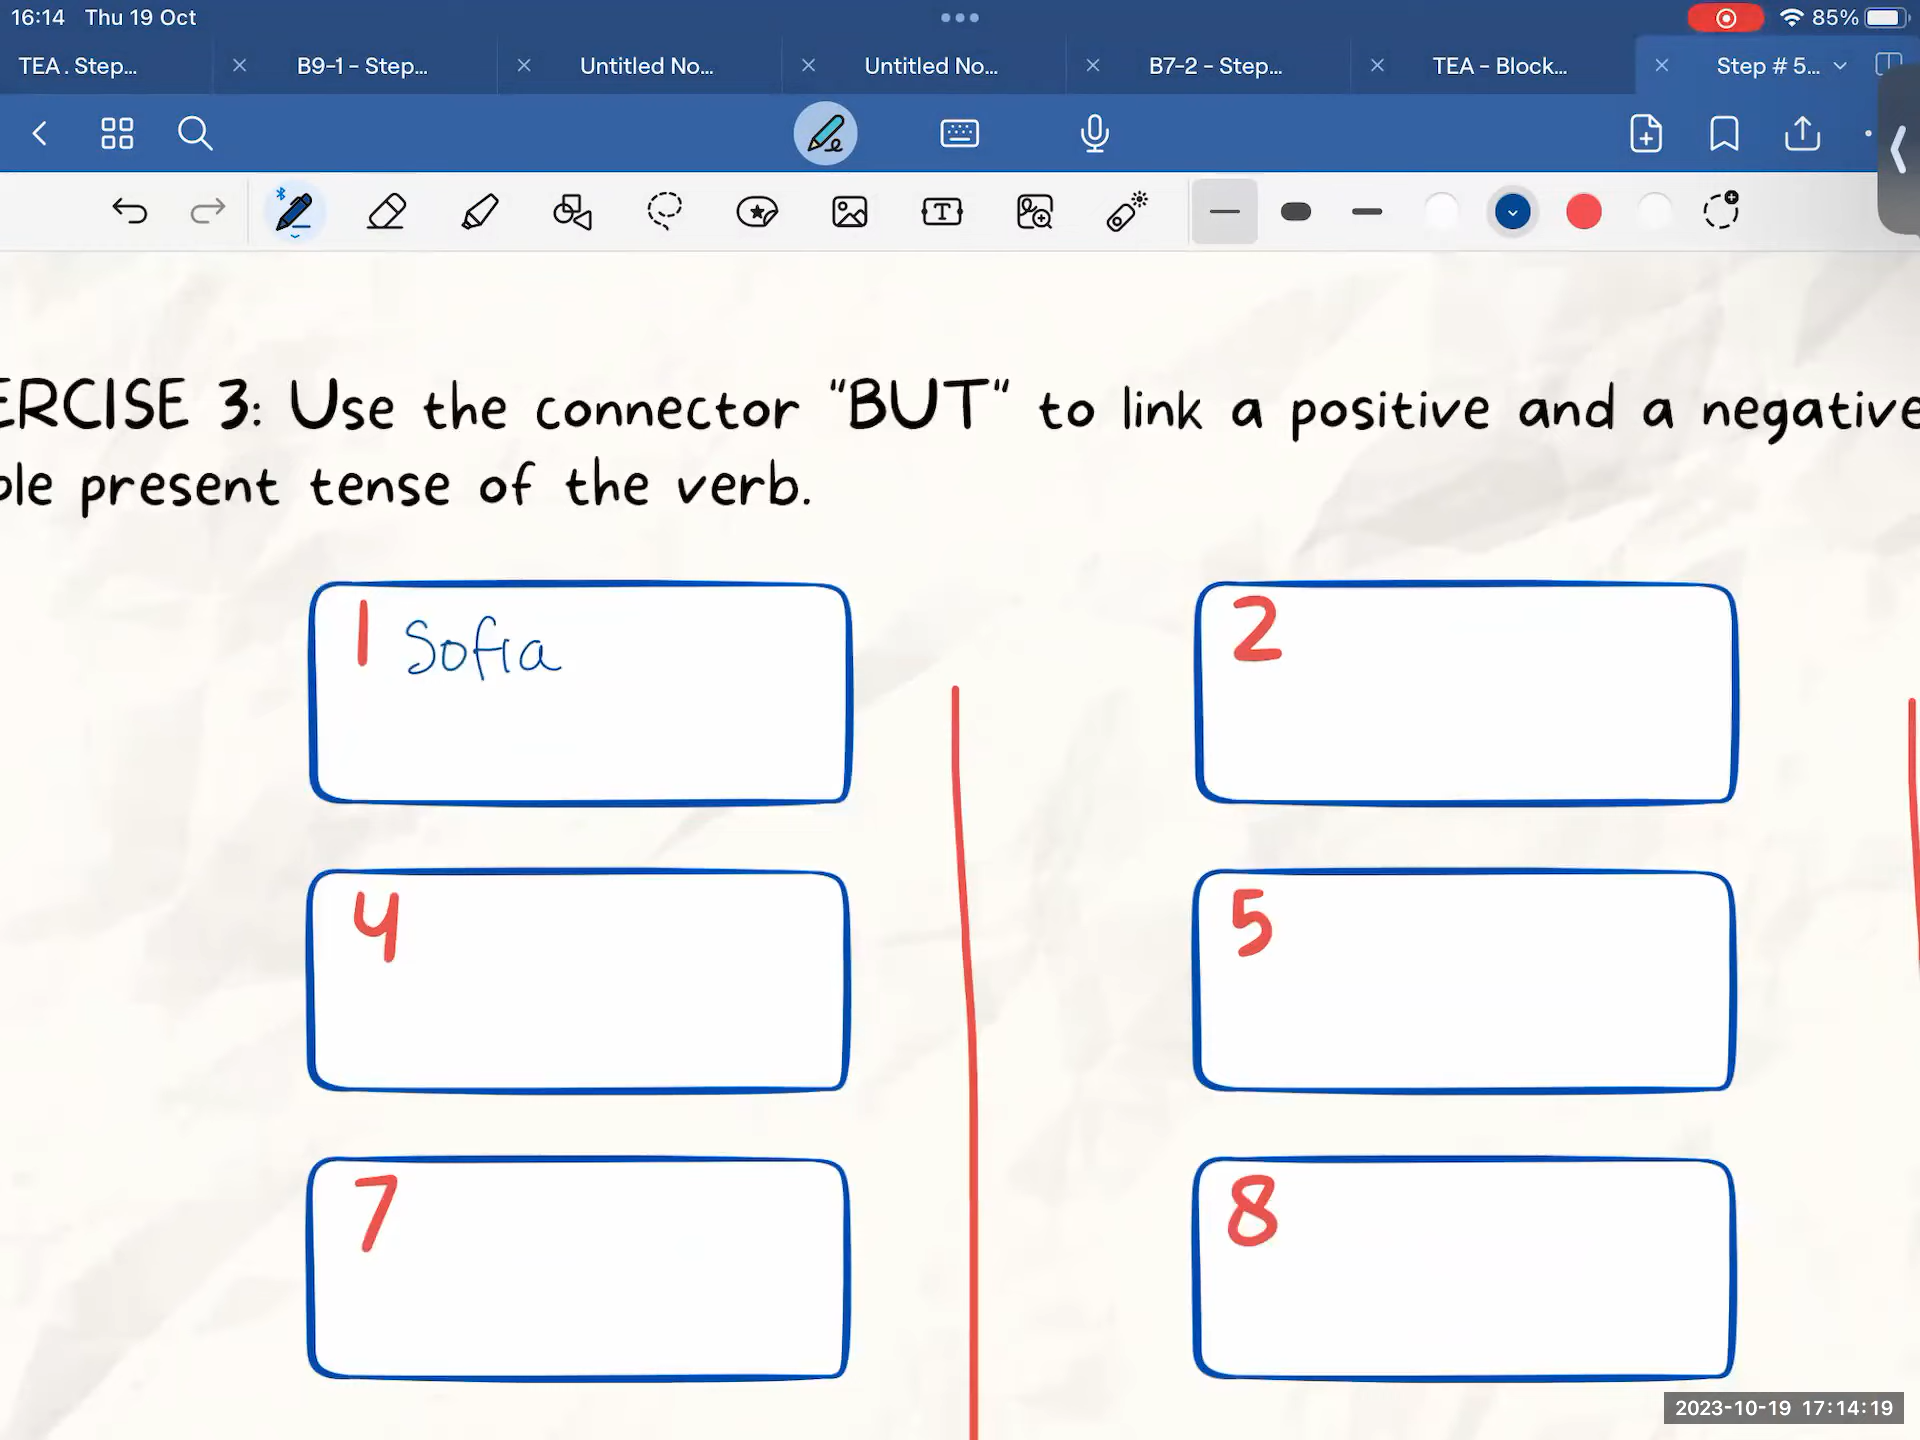 16:14 Thu 19 Oct
85%
TEA . Step...
B9-1 - Step...
Untitled No...
Untitled No...
B7-2 - Step...
TEA - Block...
Step # 5...
ERCISE 3: Use the connector "BUT" to link a positive and a negative
ple present tense of the verb.
1 Sofia
2
4
5
7
8
2023-10-19 17:14:19